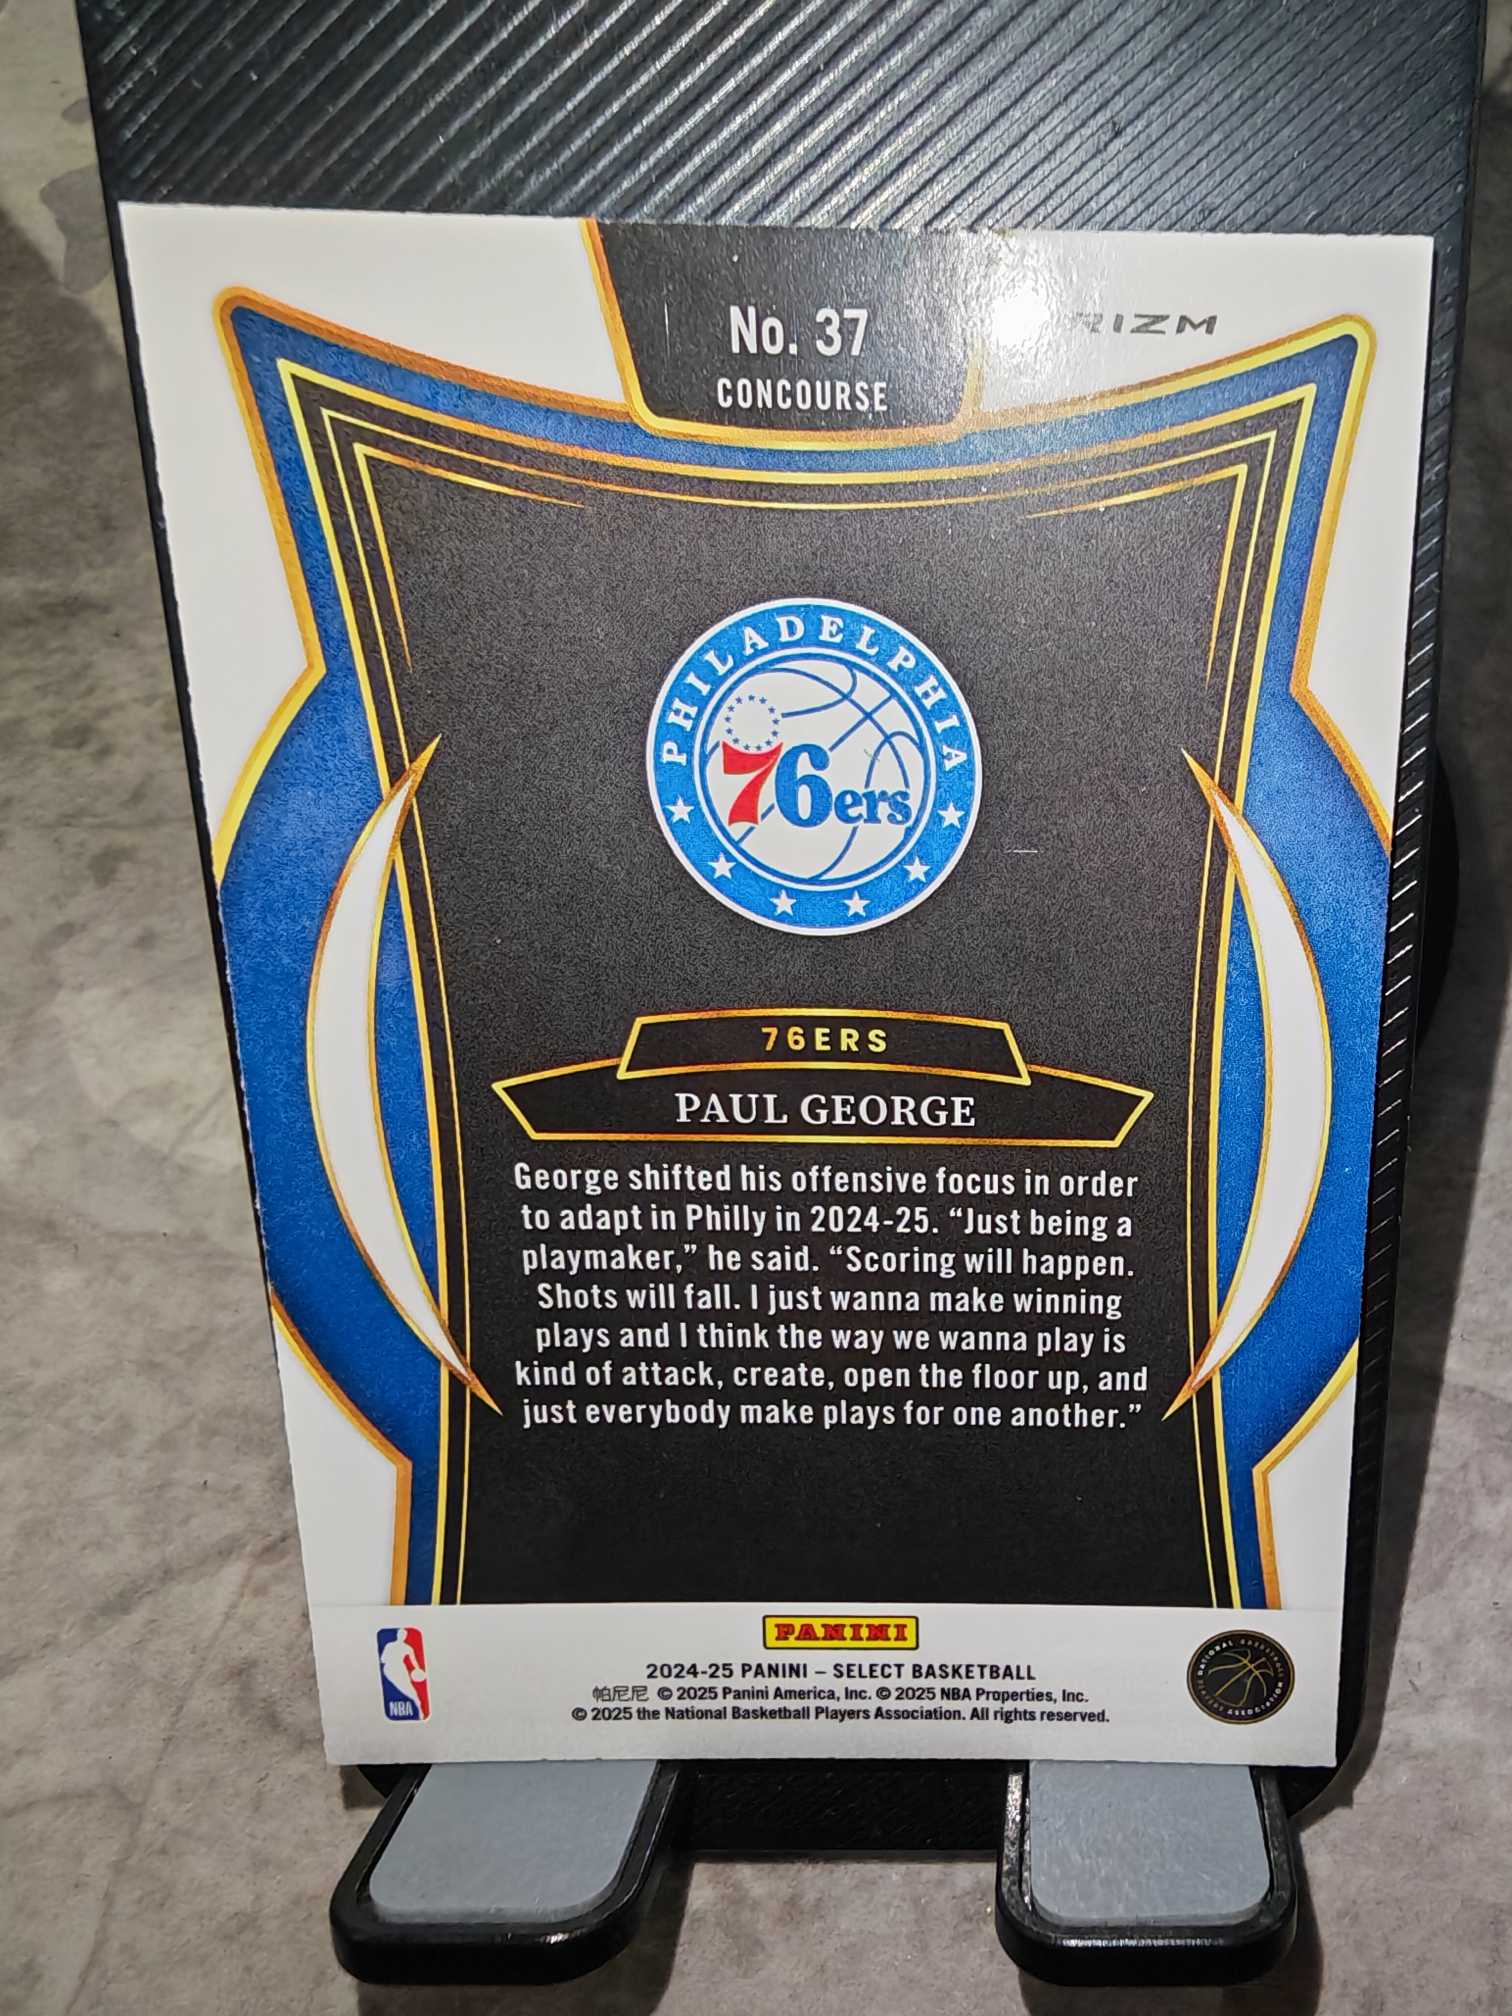 No. 37
CONCOURSE
PHILADELPHIA
76ers
76ERS
PAUL GEORGE
George shifted his offensive focus in order
to adapt in Philly in 2024-25. “Just being a
playmaker,” he said. “Scoring will happen.
Shots will fall. I just wanna make winning
plays and I think the way we wanna play is
kind of attack, create, open the floor up, and
just everybody make plays for one another.”
PANINI
2024-25 PANINI – SELECT BASKETBALL
帕尼尼 © 2025 Panini America, Inc. © 2025 NBA Properties, Inc.
© 2025 the National Basketball Players Association. All rights reserved.
NBA
NATIONAL BASKETBALL PLAYERS ASSOCIATION